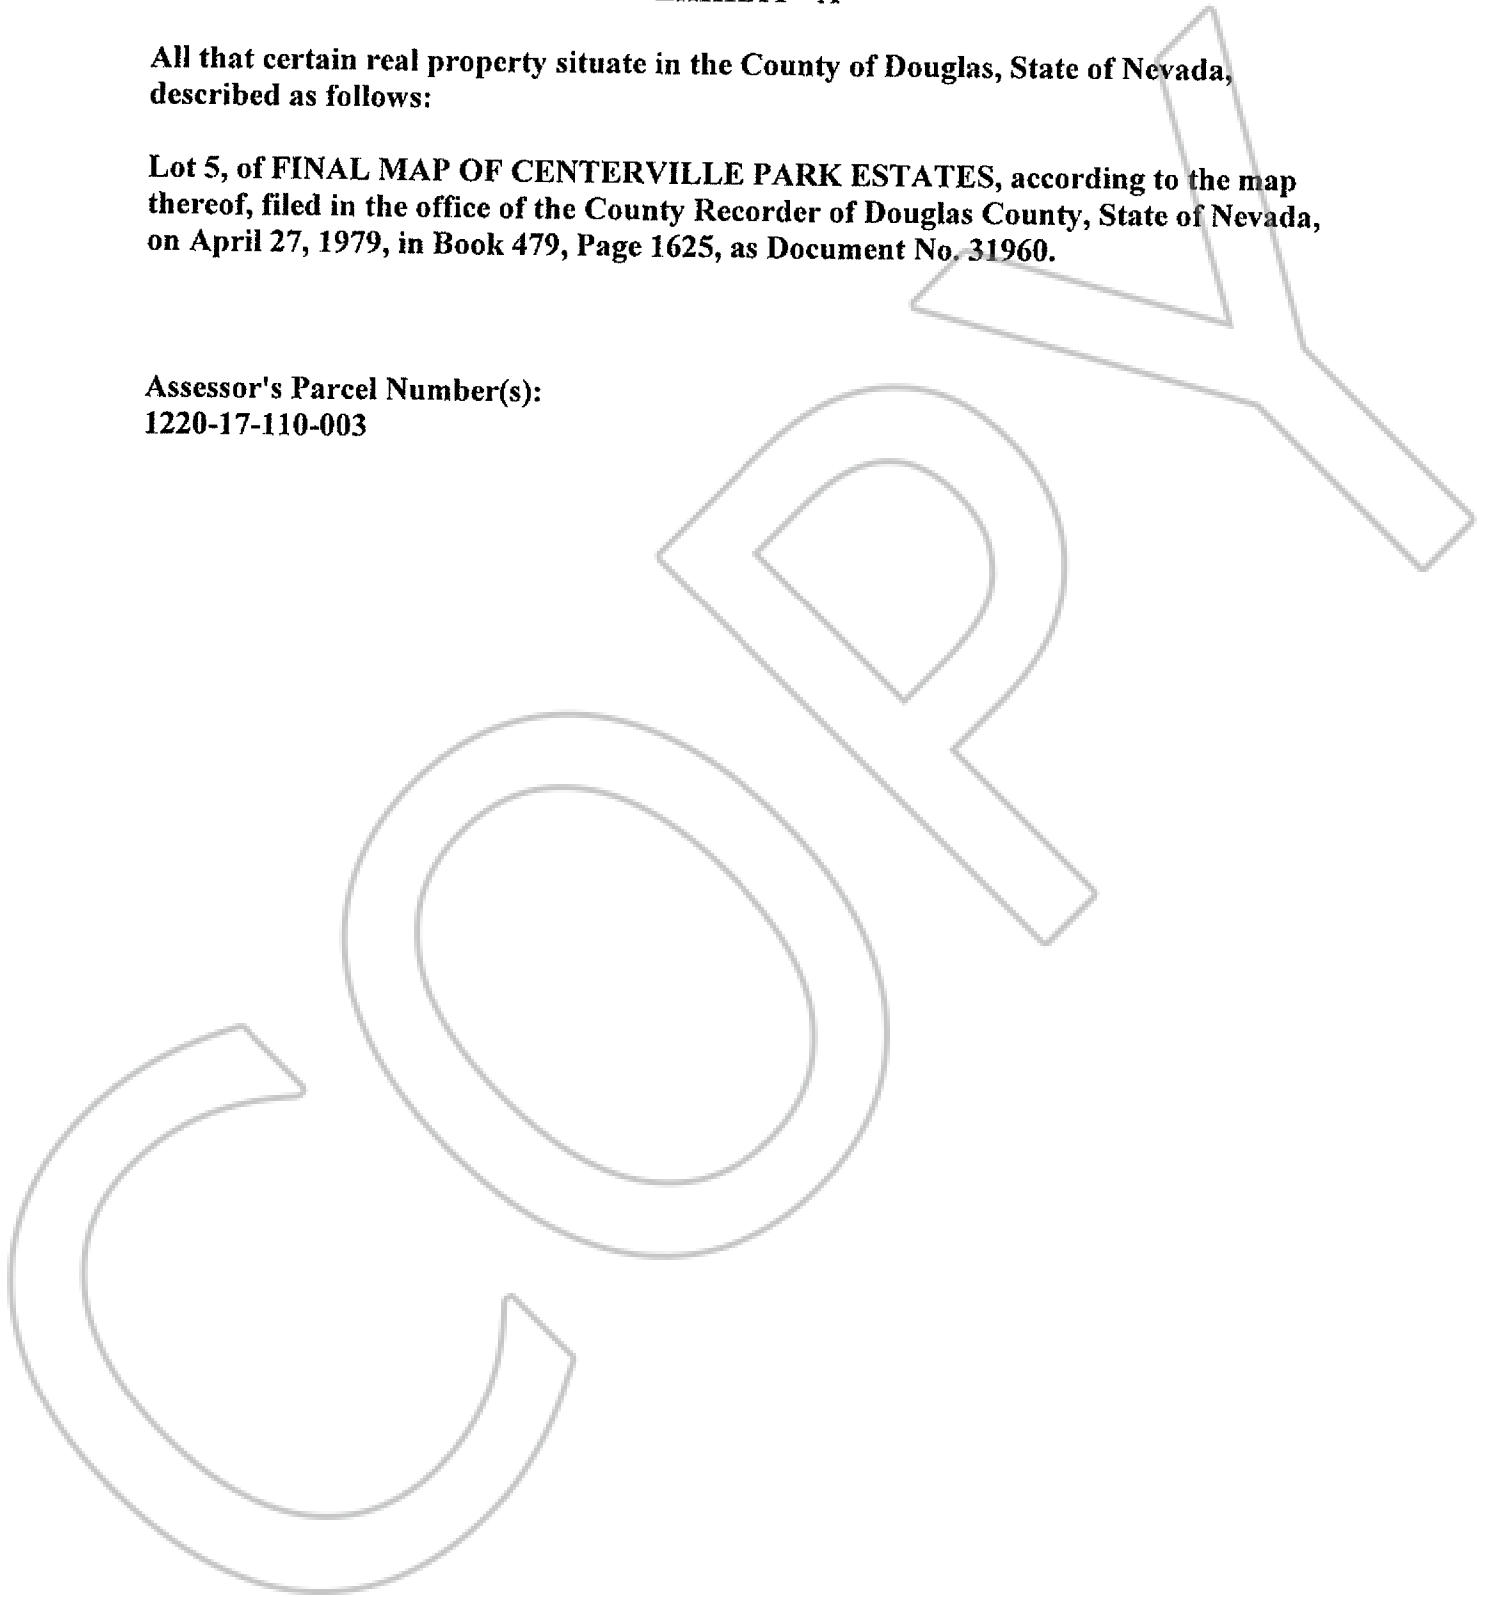 All that certain real property situate in the County of Douglas, State of Nevada,
described as follows:
Lot 5, of FINAL MAP OF CENTERVILLE PARK ESTATES, according to the map
thereof, filed in the office of the County Recorder of Douglas County, State of Nevada,
on April 27, 1979, in Book 479, Page 1625, as Document No. 31960.
Assessor's Parcel Number(s):
1220-17-110-003
COPY